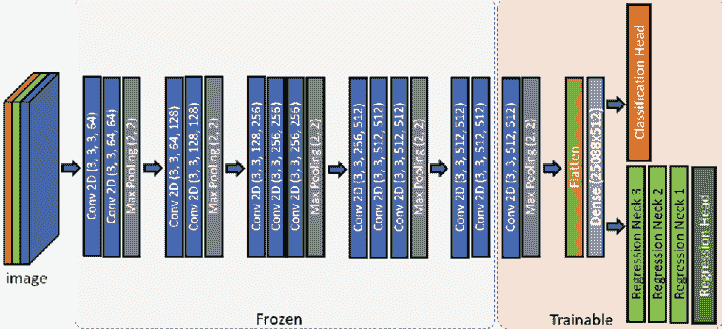 image
Conv 2D (3, 3, 3, 64)
Conv 2D (3, 3, 64, 64)
Max Pooling (2, 2)
Conv 2D (3, 3, 64, 128)
Conv 2D (3, 3, 128, 128)
Max Pooling (2, 2)
Conv 2D (3, 3, 128, 256)
Conv 2D (3, 3, 256, 256)
Conv 2D (3, 3, 256, 256)
Max Pooling (2, 2)
Conv 2D (3, 3, 256, 512)
Conv 2D (3, 3, 512, 512)
Conv 2D (3, 3, 512, 512)
Max Pooling (2, 2)
Conv 2D (3, 3, 512, 512)
Conv 2D (3, 3, 512, 512)
Conv 2D (3, 3, 512, 512)
Max Pooling (2, 2)
Flatten
Dense (25088x512)
Classification Head
Regression Neck 3
Regression Neck 2
Regression Neck 1
Regression Head
Frozen
Trainable